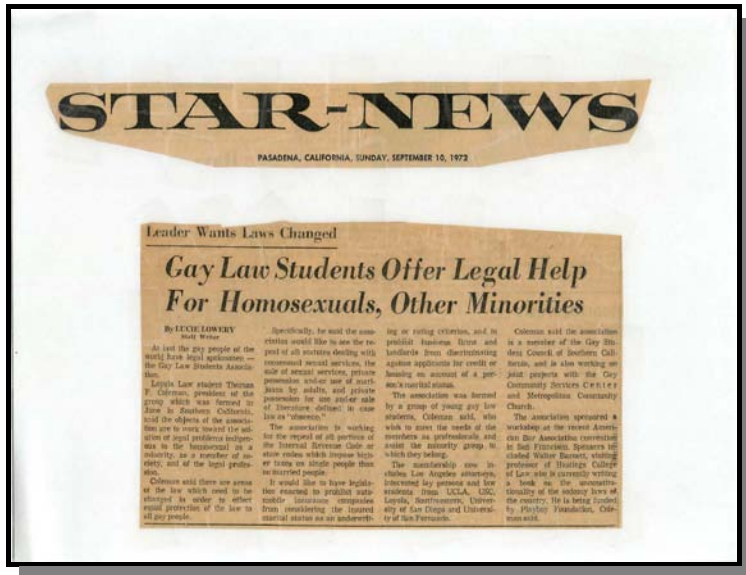 STAR-NEWS
PASADENA, CALIFORNIA, SUNDAY, SEPTEMBER 10, 1972
Leader Wants Laws Changed
Gay Law Students Offer Legal Help
For Homosexuals, Other Minorities
By LUCIE LOWERY
Staff Writer
At last the gay people of the
world have legal spokesmen —
the Gay Law Students Associa-
tion.
Loyola Law student Thomas
F. Coleman, president of the
group which was formed in
June in Southern California,
said the objects of the associa-
tion are to work toward the sol-
ution of legal problems indigen-
ous to the homosexual as a
minority, as a member of so-
ciety, and of the legal profes-
sion.
Coleman said there are areas
of the law which need to be
changed in order to effect
equal protection of the law to
all gay people.
Specifically, he said the asso-
ciation would like to see the re-
peal of all statutes dealing with
consensual sexual services, the
sale of sexual services, private
possession and/or use of mari-
juana by adults, and private
possession for use and/or sale
of literature defined in case
law as "obscene."
The association is working
for the repeal of all portions of
the Internal Revenue Code or
state codes which impose high-
er taxes on single people than
on married people.
It would like to have legisla-
tion enacted to prohibit auto-
mobile insurance companies
from considering the insured
marital status as an underwrit-
ing or rating criterion, and to
prohibit business firms and
landlords from discriminating
against applicants for credit or
housing on account of a per-
son's marital status.
The association was formed
by a group of young gay law
students, Coleman said, who
wish to meet the needs of the
members as professionals, and
assist the minority group to
which they belong.
The membership now in-
cludes Los Angeles attorneys,
interested lay persons and law
students from UCLA, USC,
Loyola, Southwestern, Univer-
sity of San Diego and Universi-
ty of San Fernando.
Coleman said the association
is a member of the Gay Stu-
dent Council of Southern Cali-
fornia, and is also working on
joint projects with the Gay
Community Services Center
and Metropolitan Community
Church.
The association sponsored a
workshop at the recent Ameri-
can Bar Association convention
in San Francisco. Speakers in-
cluded Walter Barnett, visiting
professor of Hastings College
of Law who is currently writing
a book on the unconstitu-
tionality of the sodomy laws of
the country. He is being funded
by Playboy Foundation, Cole-
man said.